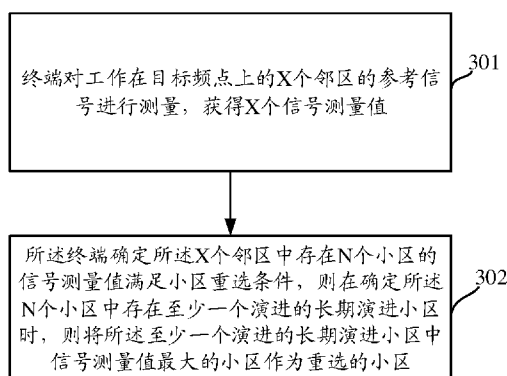 终端对工作在目标频点上的X个邻区的参考信
号进行测量，获得X个信号测量值
301
所述终端确定所述X个邻区中存在N个小区的
信号测量值满足小区重选条件，则在确定所述
N个小区中存在至少一个演进的长期演进小区
时，则将所述至少一个演进的长期演进小区中
信号测量值最大的小区作为重选的小区
302